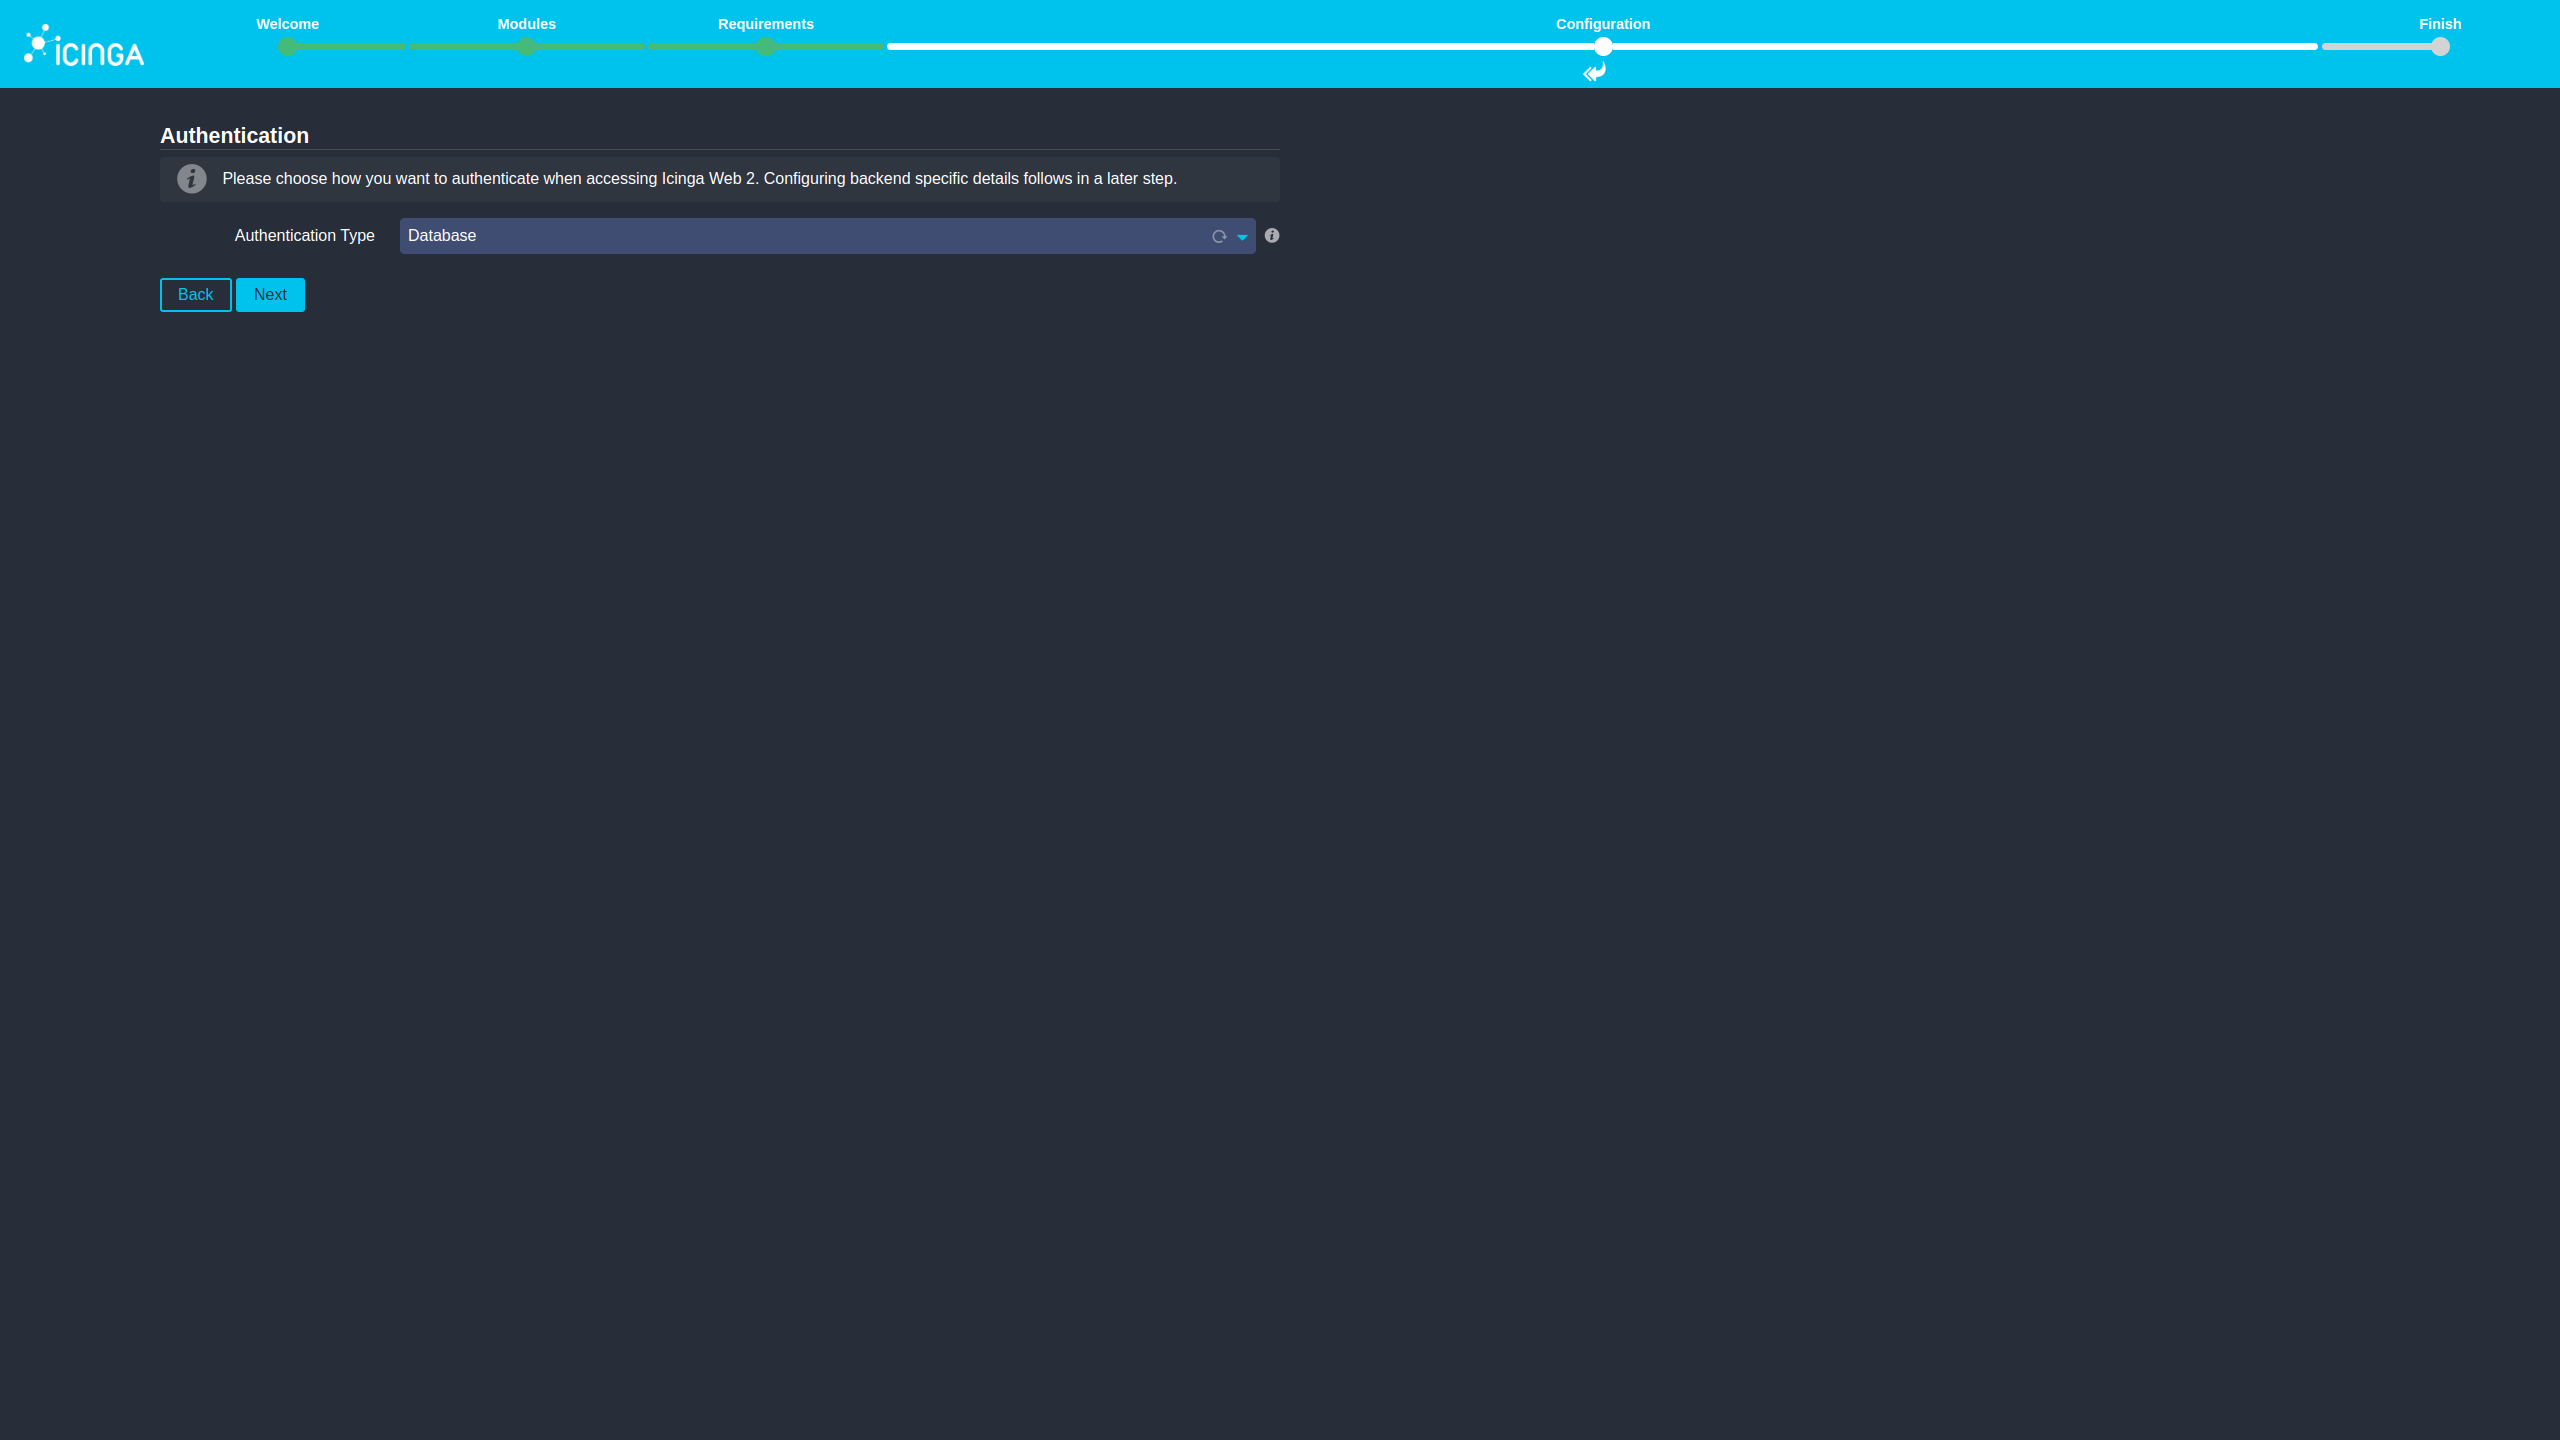 Welcome
Modules
Requirements
Configuration
Finish
ICINGA
Authentication
Please choose how you want to authenticate when accessing Icinga Web 2. Configuring backend specific details follows in a later step.
Authentication Type
Database
Back
Next